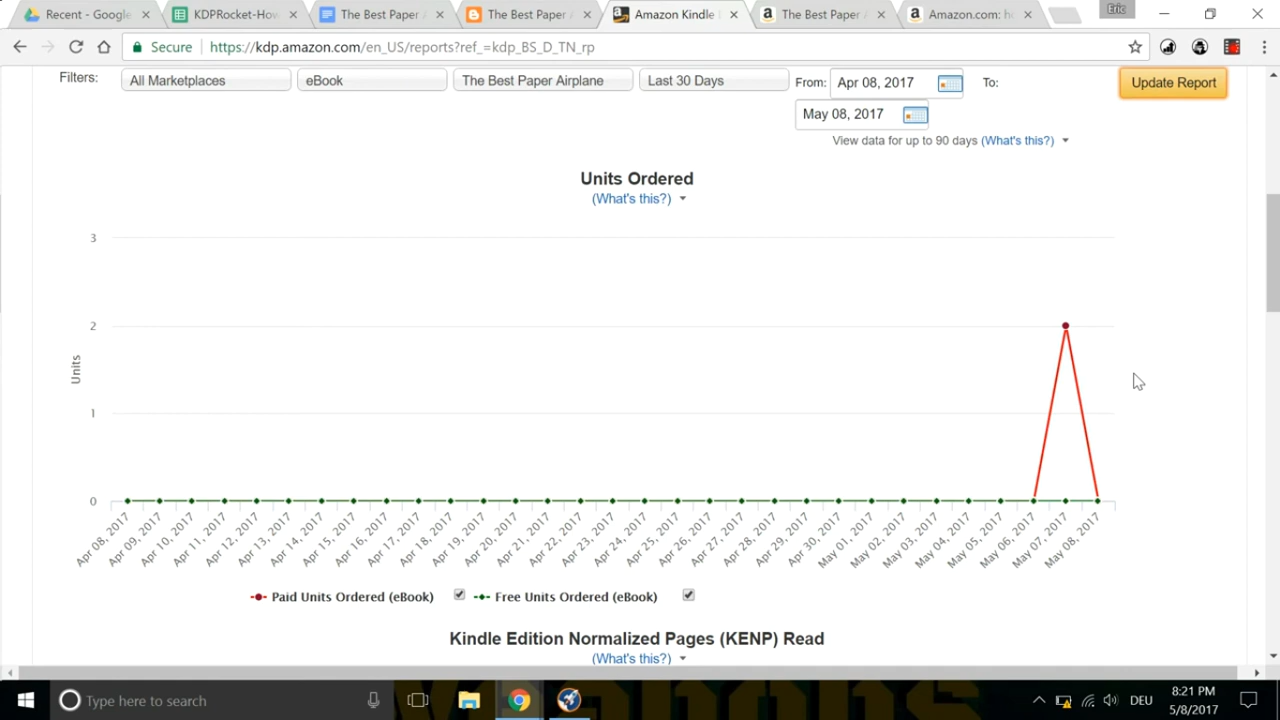 Recent - Google
KDPRocket-How
The Best Paper A
The Best Paper
Amazon Kindle
The Best Paper A
Amazon.com: h
Eric
Secure
https://kdp.amazon.com/en_US/reports?ref_=kdp_BS_D_TN_rp
Filters:
All Marketplaces
eBook
The Best Paper Airplane
Last 30 Days
From:
Apr 08, 2017
To:
Update Report
May 08, 2017
View data for up to 90 days (What's this?)
Units Ordered
(What's this?)
3
2
Units
1
0
Apr 08, 2017
Apr 09, 2017
Apr 10, 2017
Apr 11, 2017
Apr 12, 2017
Apr 13, 2017
Apr 14, 2017
Apr 15, 2017
Apr 16, 2017
Apr 17, 2017
Apr 18, 2017
Apr 19, 2017
Apr 20, 2017
Apr 21, 2017
Apr 22, 2017
Apr 23, 2017
Apr 24, 2017
Apr 25, 2017
Apr 26, 2017
Apr 27, 2017
Apr 28, 2017
Apr 29, 2017
Apr 30, 2017
May 01, 2017
May 02, 2017
May 03, 2017
May 04, 2017
May 05, 2017
May 06, 2017
May 07, 2017
May 08, 2017
Paid Units Ordered (eBook)
Free Units Ordered (eBook)
Kindle Edition Normalized Pages (KENP) Read
(What's this?)
Type here to search
DEU
8:21 PM
5/8/2017